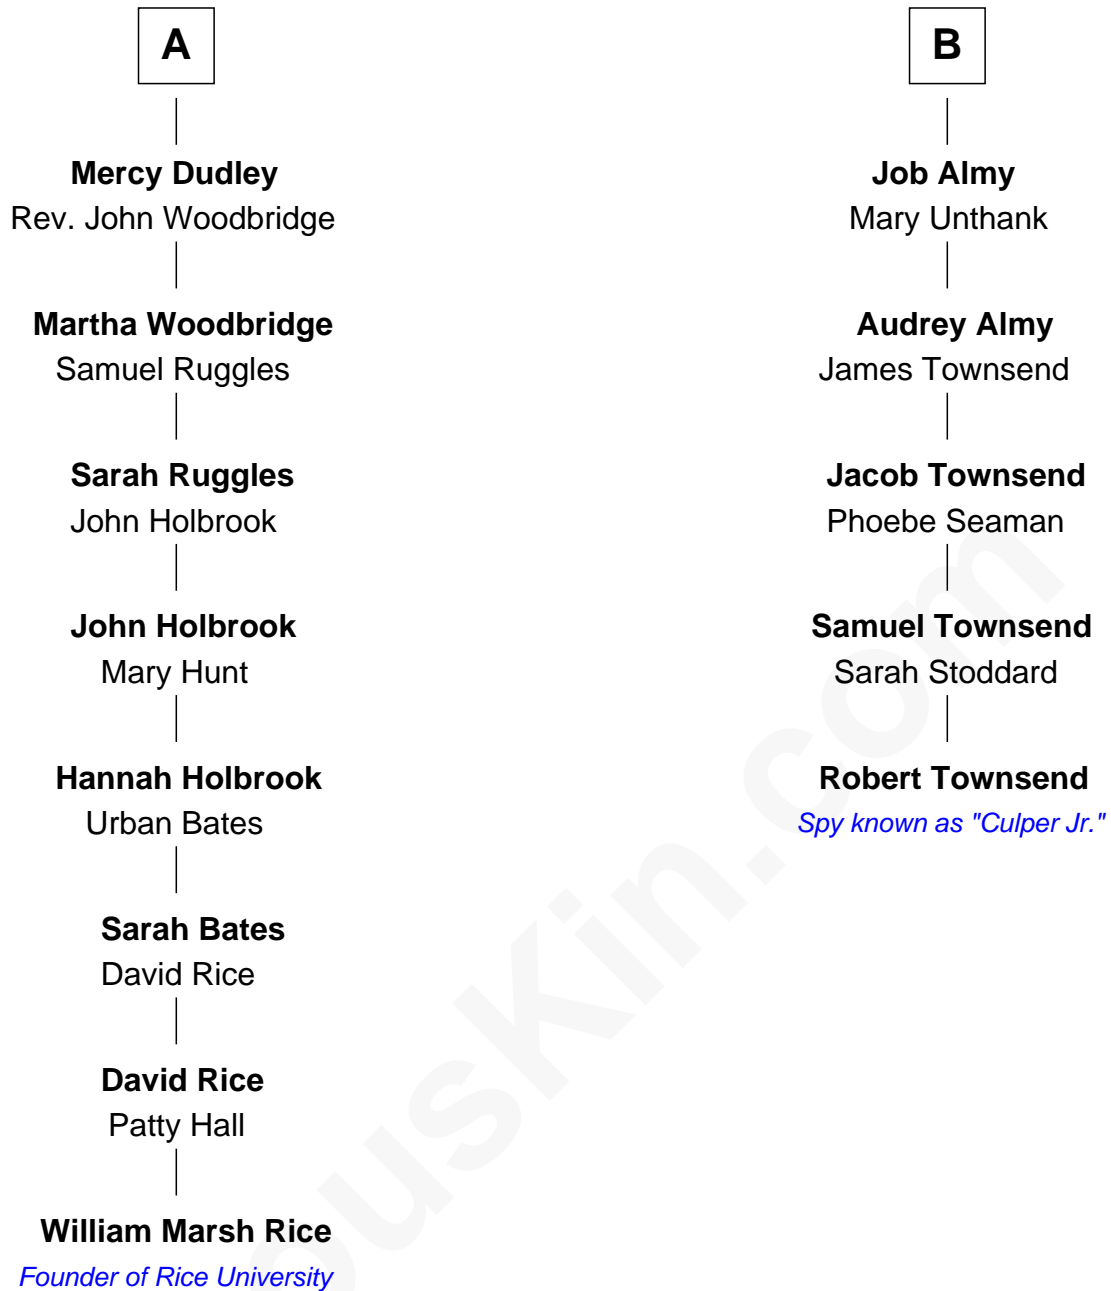 A
Mercy Dudley
Rev. John Woodbridge
Martha Woodbridge
Samuel Ruggles
Sarah Ruggles
John Holbrook
John Holbrook
Mary Hunt
Hannah Holbrook
Urban Bates
Sarah Bates
David Rice
David Rice
Patty Hall
William Marsh Rice
Founder of Rice University
B
Job Almy
Mary Unthank
Audrey Almy
James Townsend
Jacob Townsend
Phoebe Seaman
Samuel Townsend
Sarah Stoddard
Robert Townsend
Spy known as "Culper Jr."
ousKin.com